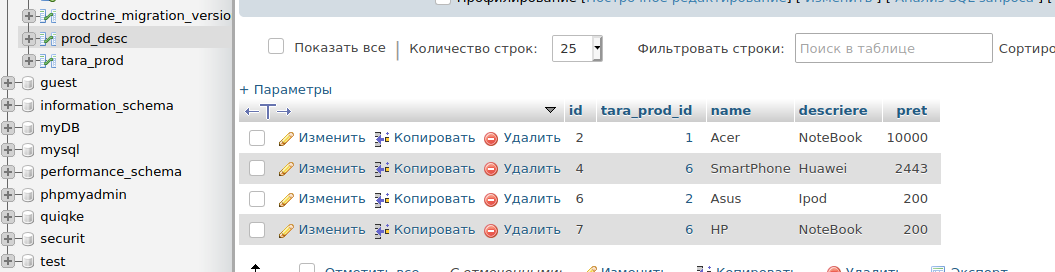 doctrine_migration_versio
prod_desc
tara_prod
guest
information_schema
myDB
mysql
performance_schema
phpmyadmin
quiqke
securit
test
Профилирование [Построчное редактирование] [ Изменить ] [ Анализ SQL запроса ] [
Показать все | Количество строк: 25 Фильтровать строки: Поиск в таблице Сортиро
+ Параметры
←T→ id tara_prod_id name descriere pret
Изменить Копировать Удалить 2 1 Acer NoteBook 10000
Изменить Копировать Удалить 4 6 SmartPhone Huawei 2443
Изменить Копировать Удалить 6 2 Asus Ipod 200
Изменить Копировать Удалить 7 6 HP NoteBook 200
Отметить все С отмеченными: Изменить Копировать Удалить Экспорт